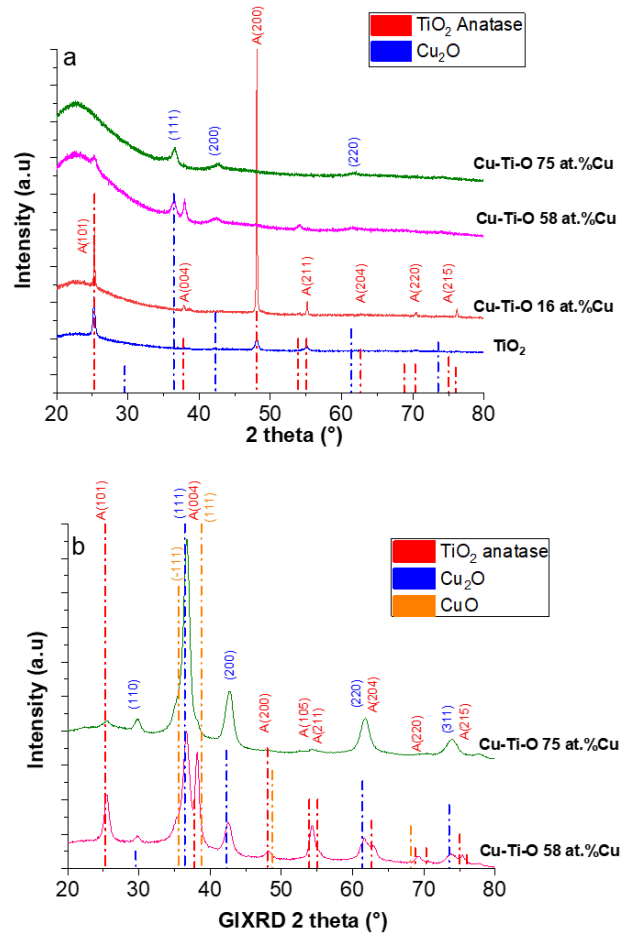 a
TiO2 Anatase
Cu2O
A(200)
(111)
(200)
(220)
Cu-Ti-O 75 at.%Cu
Cu-Ti-O 58 at.%Cu
A(101)
A(004)
A(211)
A(204)
A(220)
A(215)
Cu-Ti-O 16 at.%Cu
TiO2
Intensity (a.u)
20 30 40 50 60 70 80
2 theta (°)
b
TiO2 anatase
Cu2O
CuO
A(101)
(110)
(-111)
(111)
A(004)
(111)
(200)
A(200)
A(105)
A(211)
(220)
A(204)
A(220)
(311)
A(215)
Cu-Ti-O 75 at.%Cu
Cu-Ti-O 58 at.%Cu
Intensity (a.u)
20 30 40 50 60 70 80
GIXRD 2 theta (°)